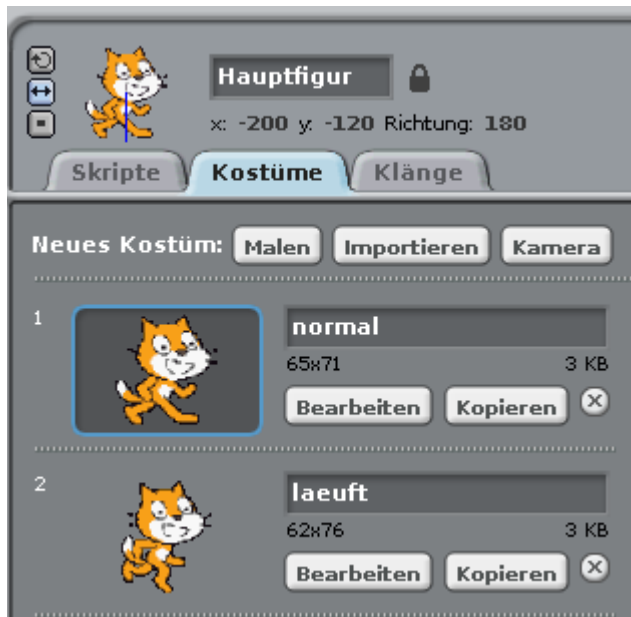 Hauptfigur
x: -200 y: -120 Richtung: 180
Skripte Kostüme Klänge
Neues Kostüm: Malen Importieren Kamera
1
normal
65x71 3 KB
Bearbeiten Kopieren
2
laeuft
62x76 3 KB
Bearbeiten Kopieren